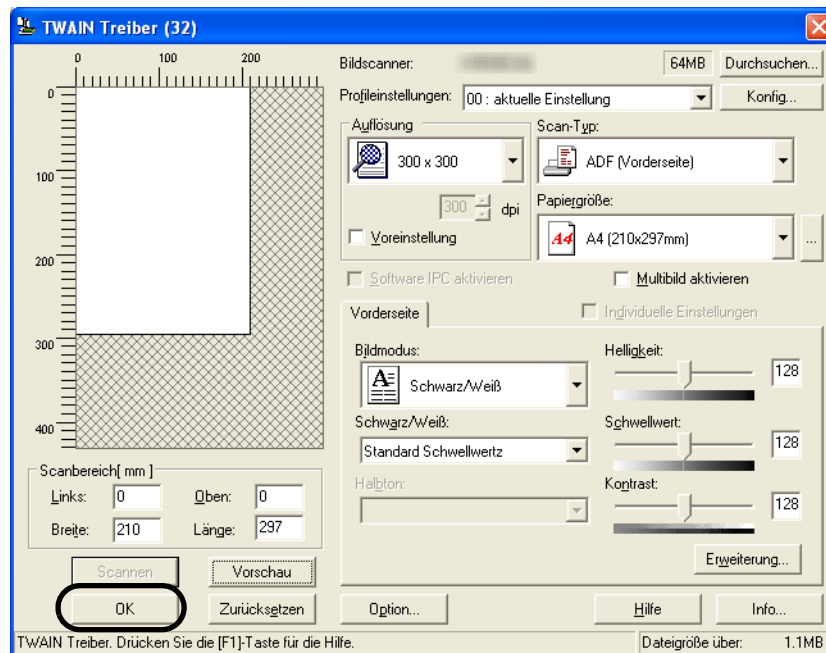 TWAIN Treiber (32)
0 100 200
0
100
200
300
400
Bildscanner:
64MB
Durchsuchen...
Profileinstellungen:
00 : aktuelle Einstellung
Konfig...
Auflösung
300 x 300
300 dpi
Voreinstellung
Scan-Typ:
ADF (Vorderseite)
Papiergröße:
A4 A4 (210x297mm)
...
Software IPC aktivieren
Multibild aktivieren
Vorderseite
Individuelle Einstellungen
Bildmodus:
A Schwarz/Weiß
Schwarz/Weiß:
Standard Schwellwertz
Halbton:
Helligkeit:
128
Schwellwert:
128
Kontrast:
128
Erweiterung...
Scanbereich[ mm ]
Links: 0 Oben: 0
Breite: 210 Länge: 297
Scannen Vorschau
OK Zurücksetzen Option... Hilfe Info...
TWAIN Treiber. Drücken Sie die [F1]-Taste für die Hilfe. Dateigröße über: 1.1MB